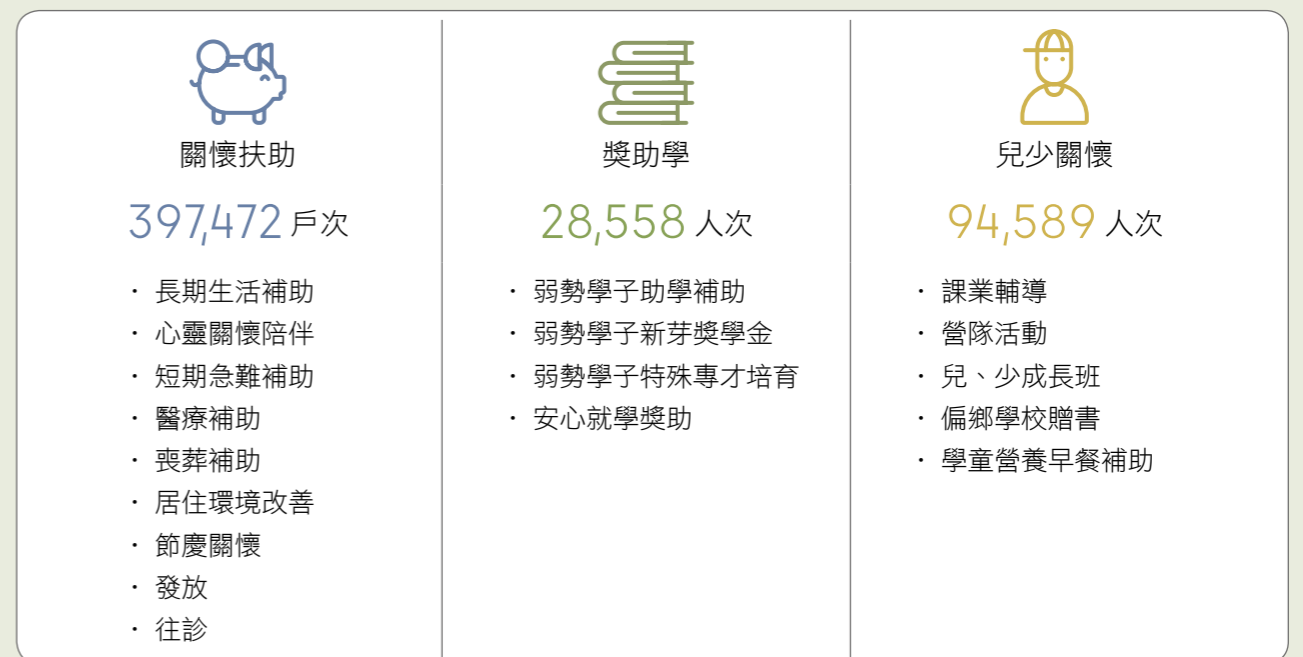 關懷扶助
397,472 戶次
· 長期生活補助
· 心靈關懷陪伴
· 短期急難補助
· 醫療補助
· 喪葬補助
· 居住環境改善
· 節慶關懷
· 發放
· 往診
獎助學
28,558 人次
· 弱勢學子助學補助
· 弱勢學子新芽獎學金
· 弱勢學子特殊專才培育
· 安心就學獎助
兒少關懷
94,589 人次
· 課業輔導
· 營隊活動
· 兒、少成長班
· 偏鄉學校贈書
· 學童營養早餐補助